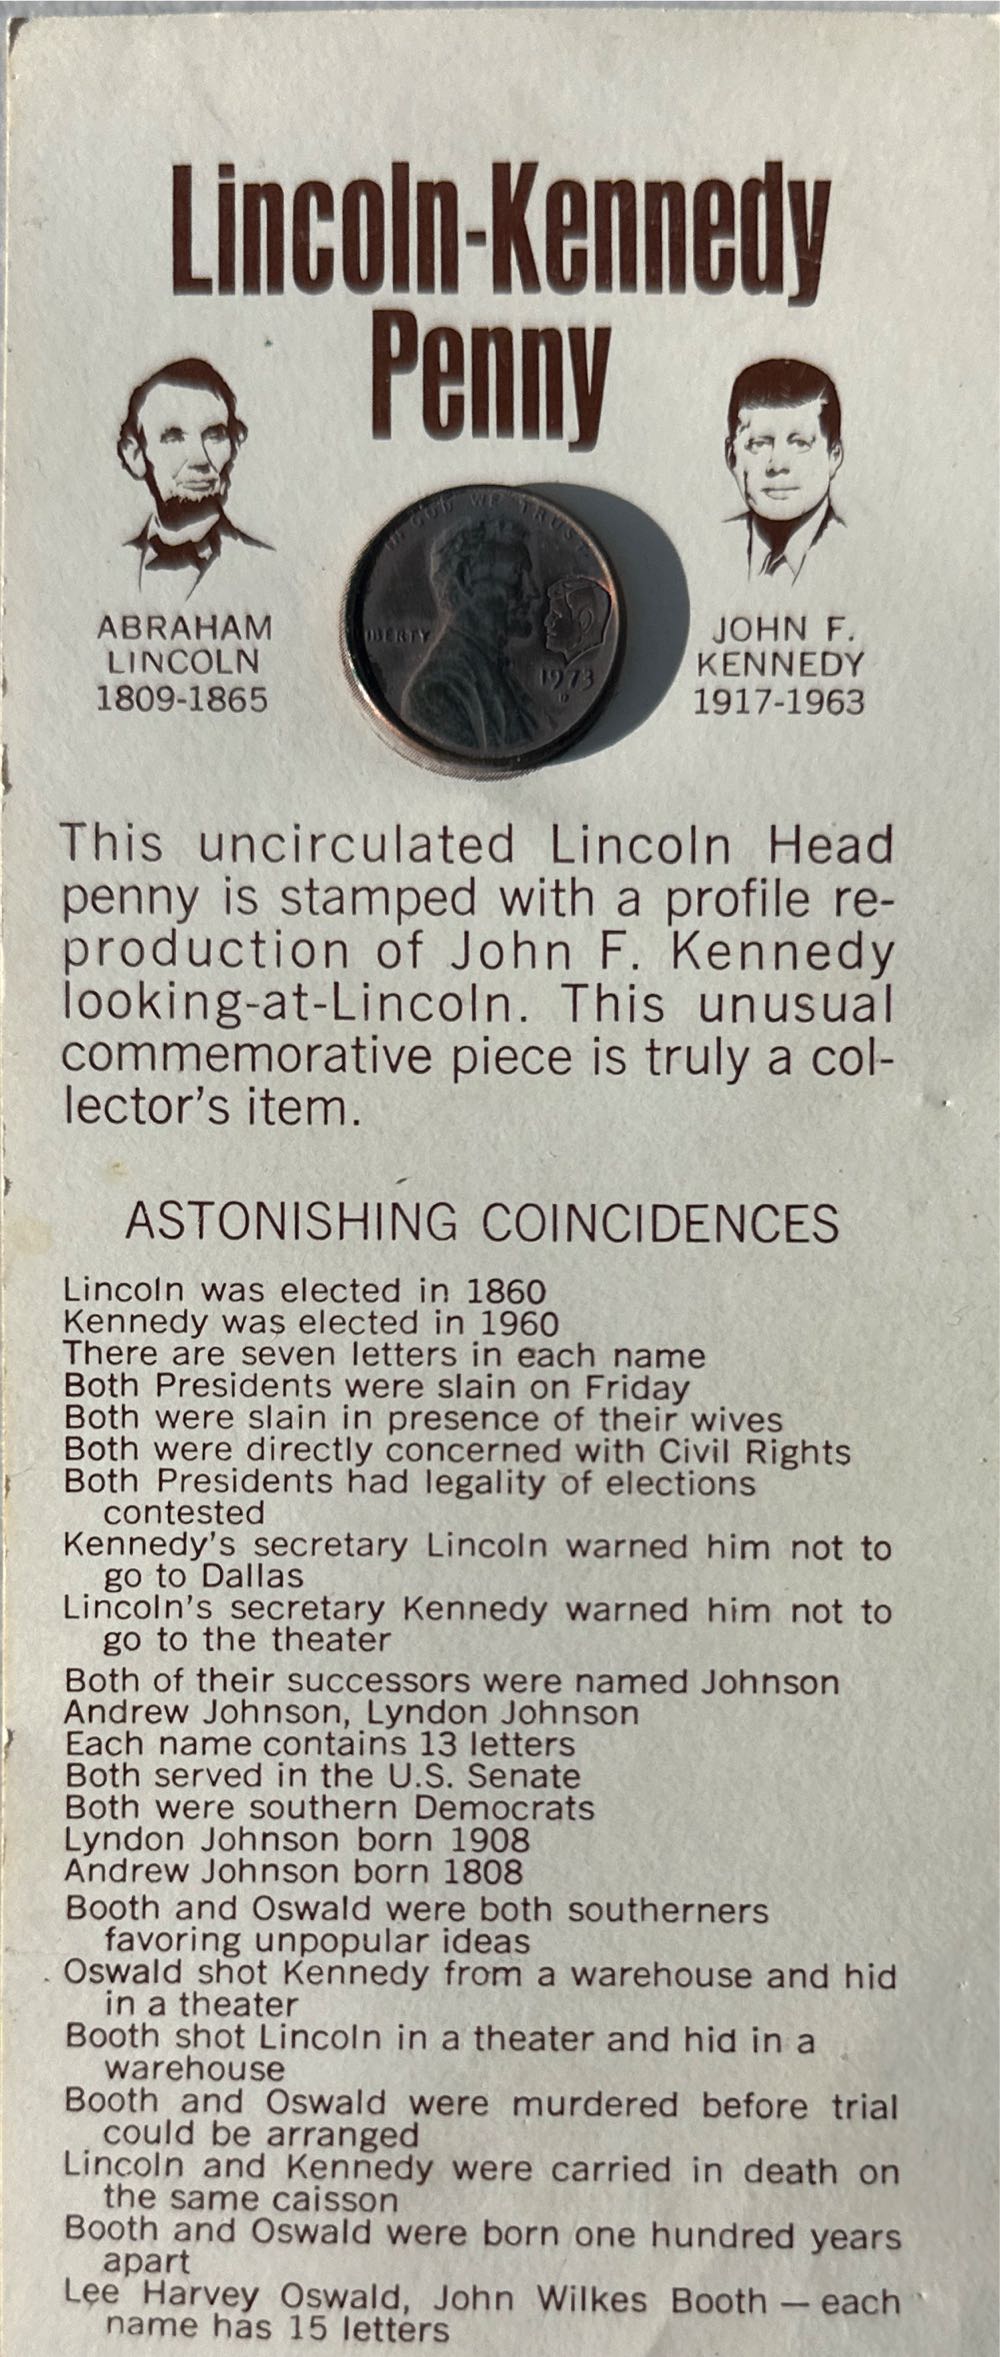 Lincoln-Kennedy
Penny
ABRAHAM
LINCOLN
1809-1865
IN GOD WE TRUST
LIBERTY
1973
D
JOHN F.
KENNEDY
1917-1963
This uncirculated Lincoln Head
penny is stamped with a profile re-
production of John F. Kennedy
looking-at-Lincoln. This unusual
commemorative piece is truly a col-
lector's item.
ASTONISHING COINCIDENCES
Lincoln was elected in 1860
Kennedy was elected in 1960
There are seven letters in each name
Both Presidents were slain on Friday
Both were slain in presence of their wives
Both were directly concerned with Civil Rights
Both Presidents had legality of elections
contested
Kennedy's secretary Lincoln warned him not to
go to Dallas
Lincoln's secretary Kennedy warned him not to
go to the theater
Both of their successors were named Johnson
Andrew Johnson, Lyndon Johnson
Each name contains 13 letters
Both served in the U.S. Senate
Both were southern Democrats
Lyndon Johnson born 1908
Andrew Johnson born 1808
Booth and Oswald were both southerners
favoring unpopular ideas
Oswald shot Kennedy from a warehouse and hid
in a theater
Booth shot Lincoln in a theater and hid in a
warehouse
Booth and Oswald were murdered before trial
could be arranged
Lincoln and Kennedy were carried in death on
the same caisson
Booth and Oswald were born one hundred years
apart
Lee Harvey Oswald, John Wilkes Booth — each
name has 15 letters